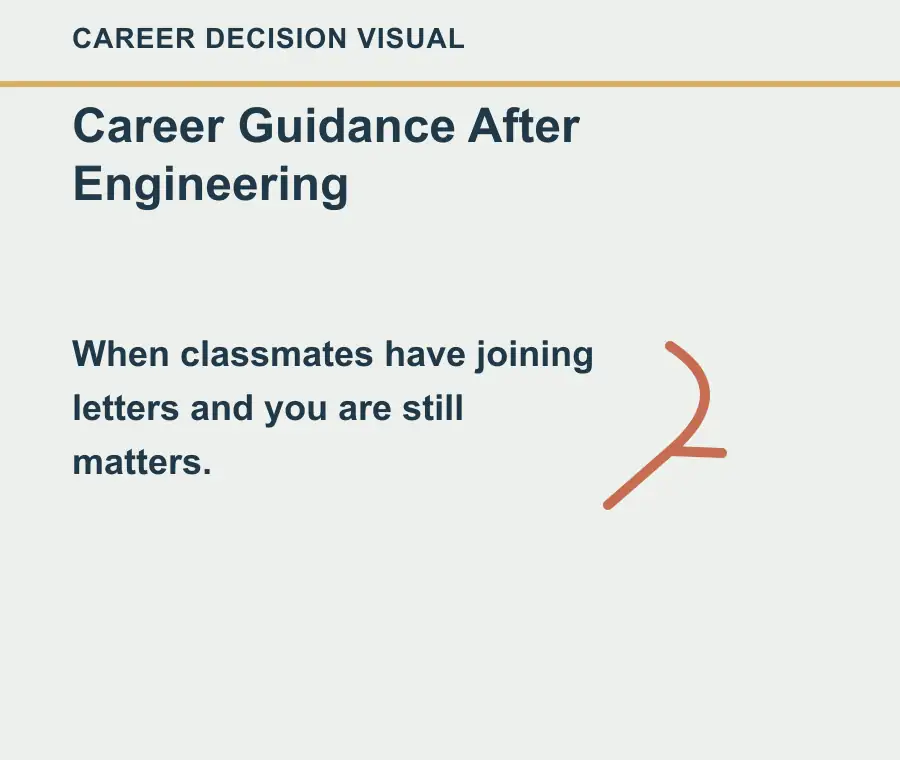 CAREER DECISION VISUAL
Career Guidance After
Engineering
When classmates have joining
letters and you are still
matters.